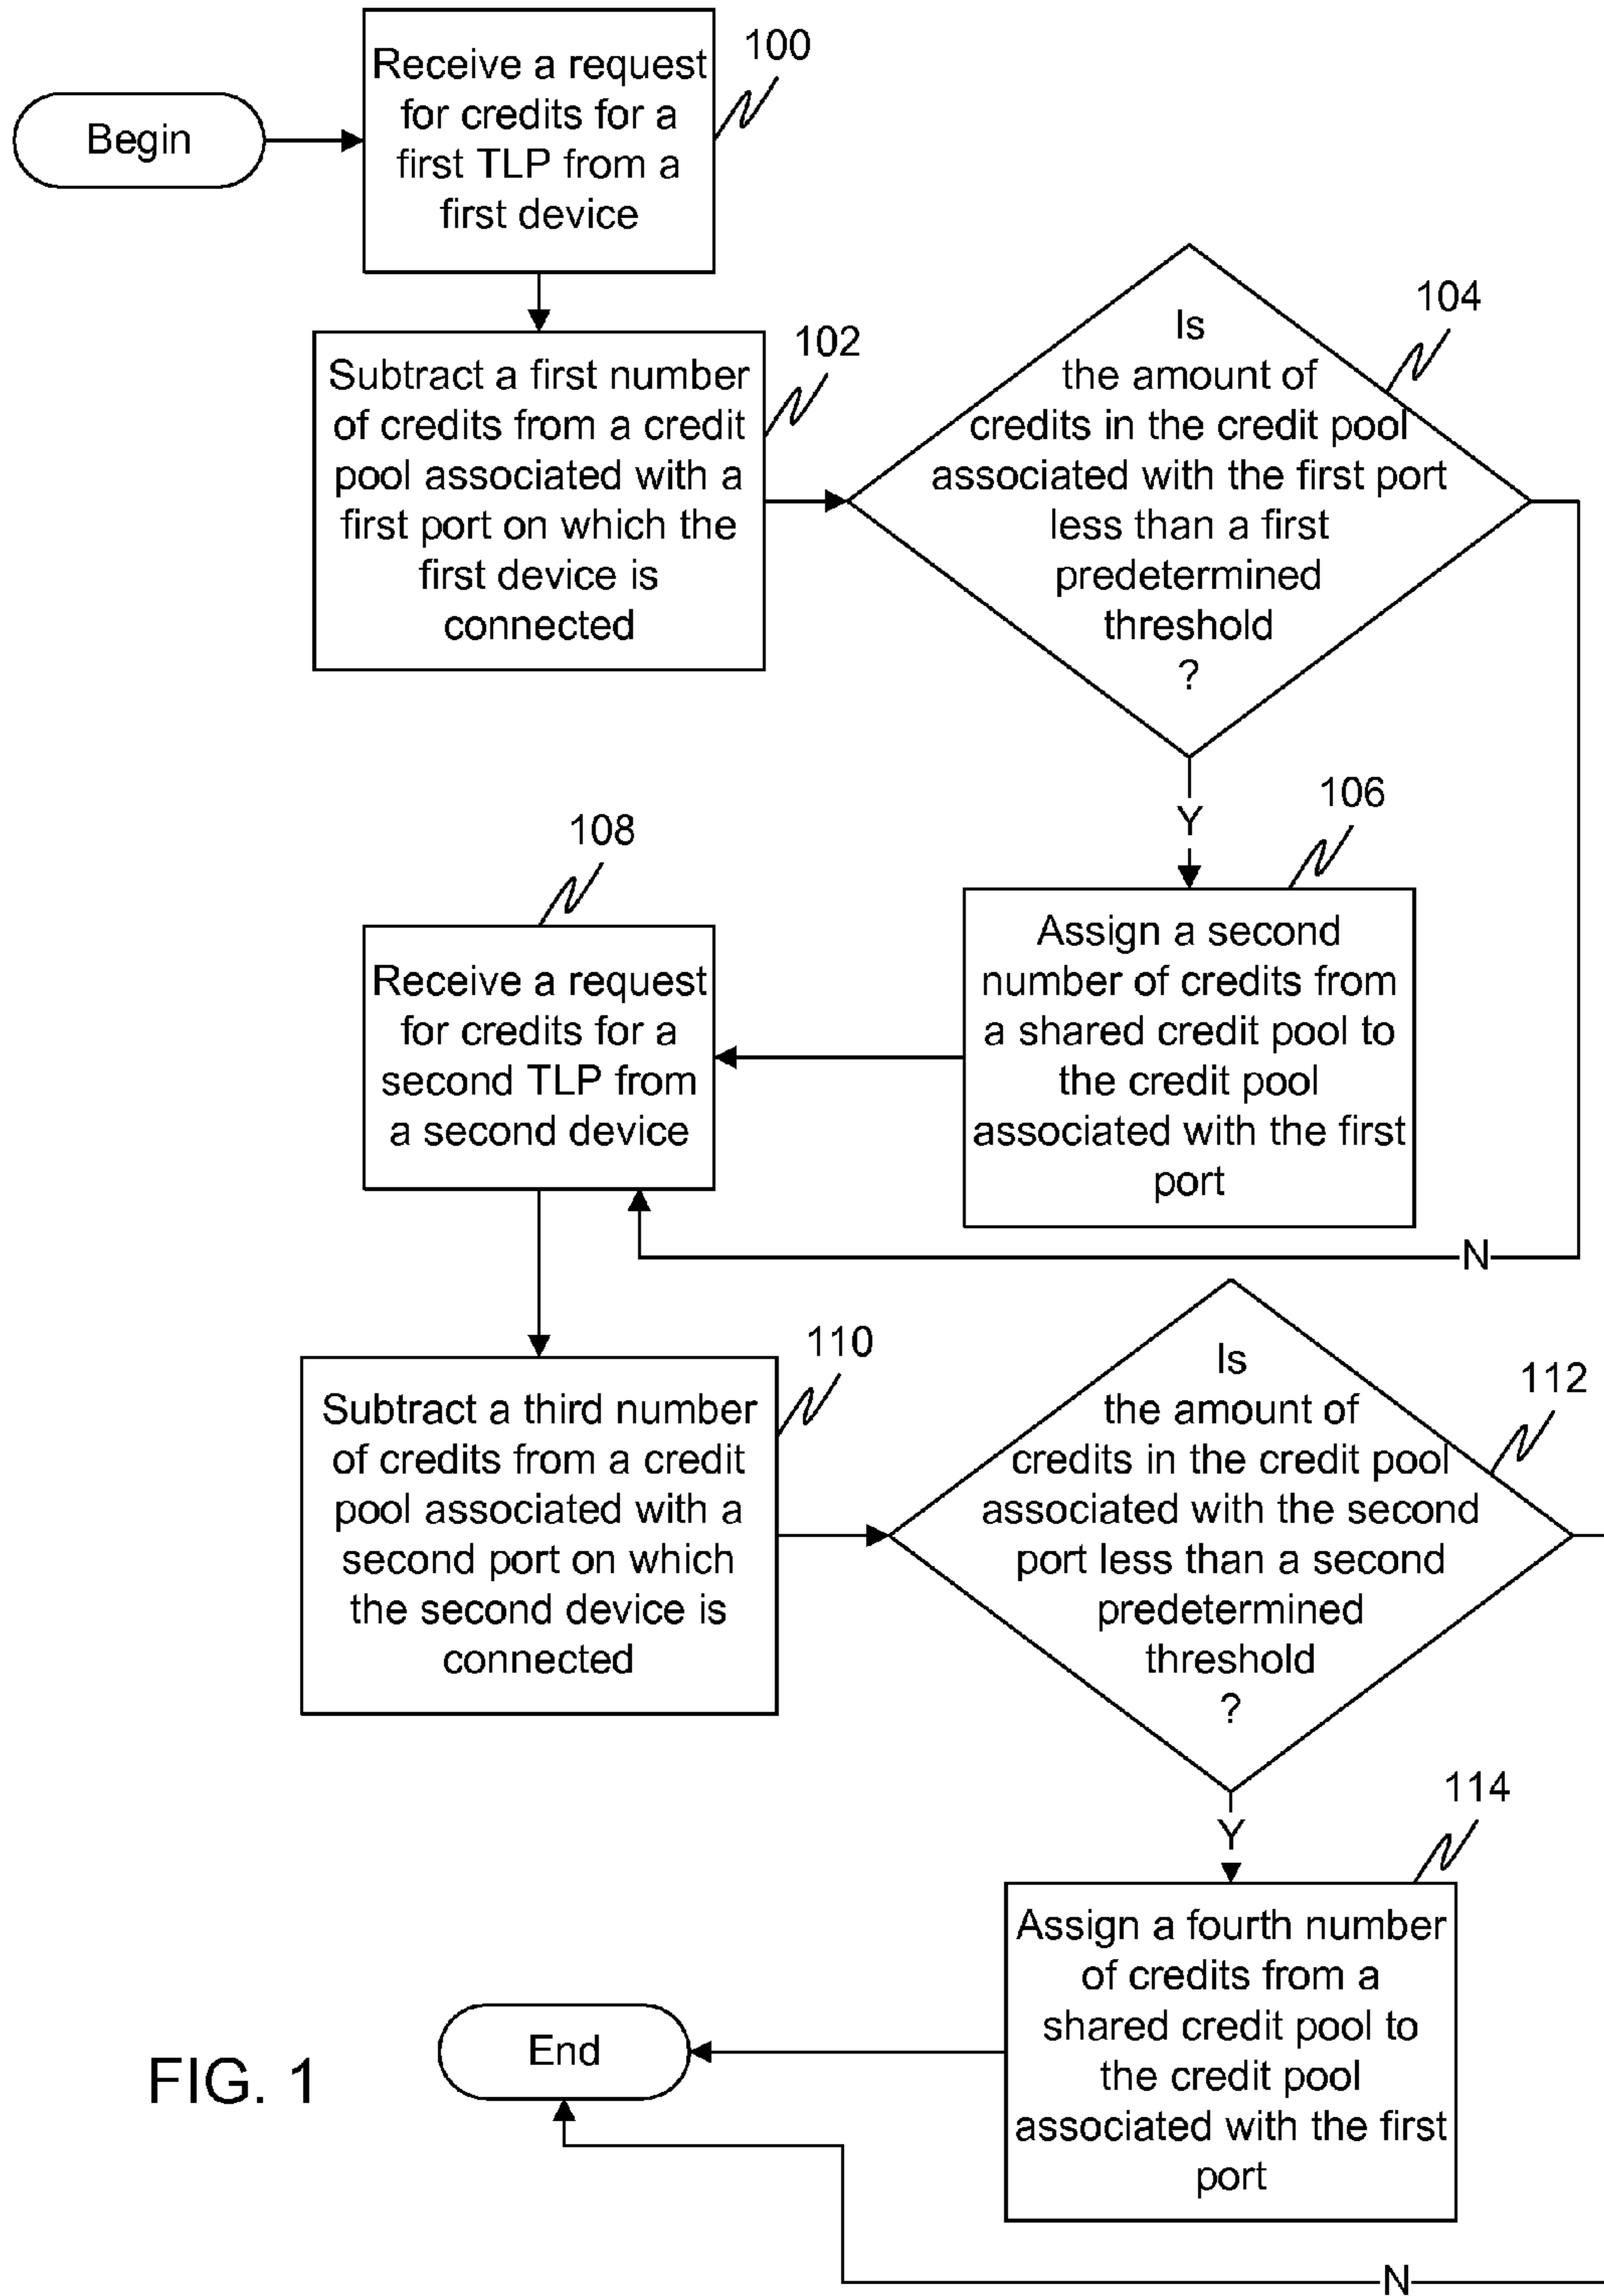 Begin
Receive a request
for credits for a
first TLP from a
first device
100
Subtract a first number
of credits from a credit
pool associated with a
first port on which the
first device is
connected
102
Is
the amount of
credits in the credit pool
associated with the first port
less than a first
predetermined
threshold
?
104
Y
N
Assign a second
number of credits from
a shared credit pool to
the credit pool
associated with the first
port
106
Receive a request
for credits for a
second TLP from
a second device
108
Subtract a third number
of credits from a credit
pool associated with a
second port on which
the second device is
connected
110
Is
the amount of
credits in the credit pool
associated with the second
port less than a second
predetermined
threshold
?
112
Y
N
Assign a fourth number
of credits from a
shared credit pool to
the credit pool
associated with the first
port
114
End
FIG. 1